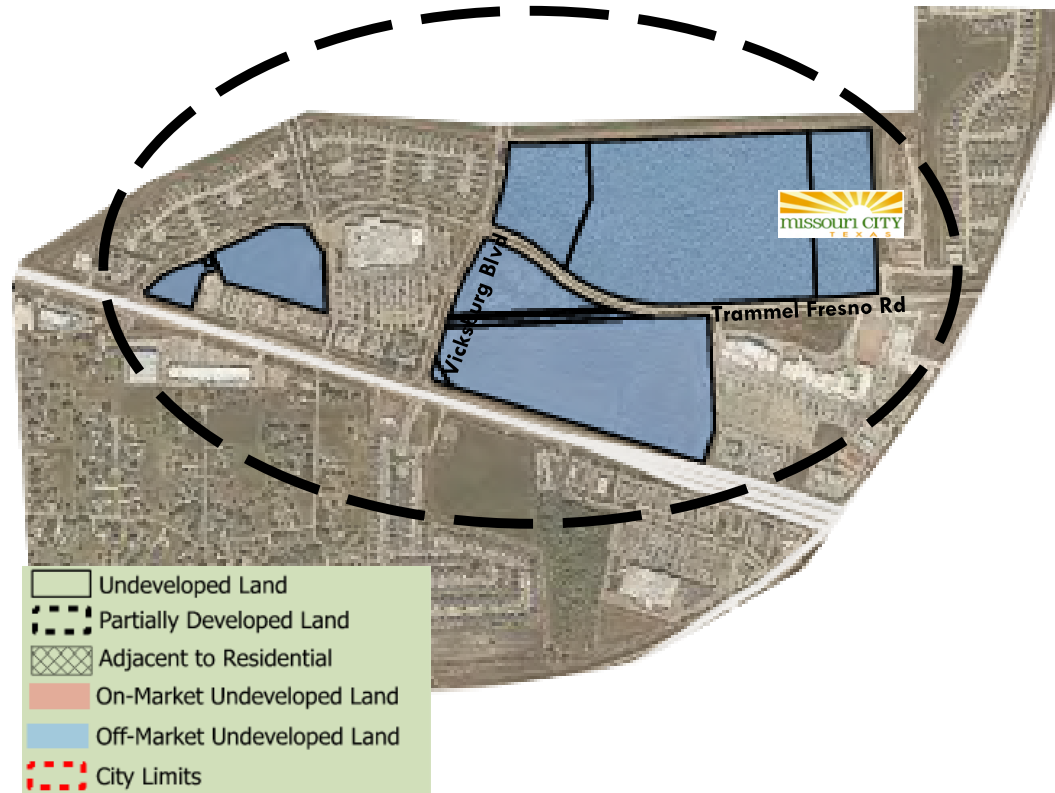 missouri CITY
TEXAS
Vicksburg Blvd
Trammel Fresno Rd
Undeveloped Land
Partially Developed Land
Adjacent to Residential
On-Market Undeveloped Land
Off-Market Undeveloped Land
City Limits